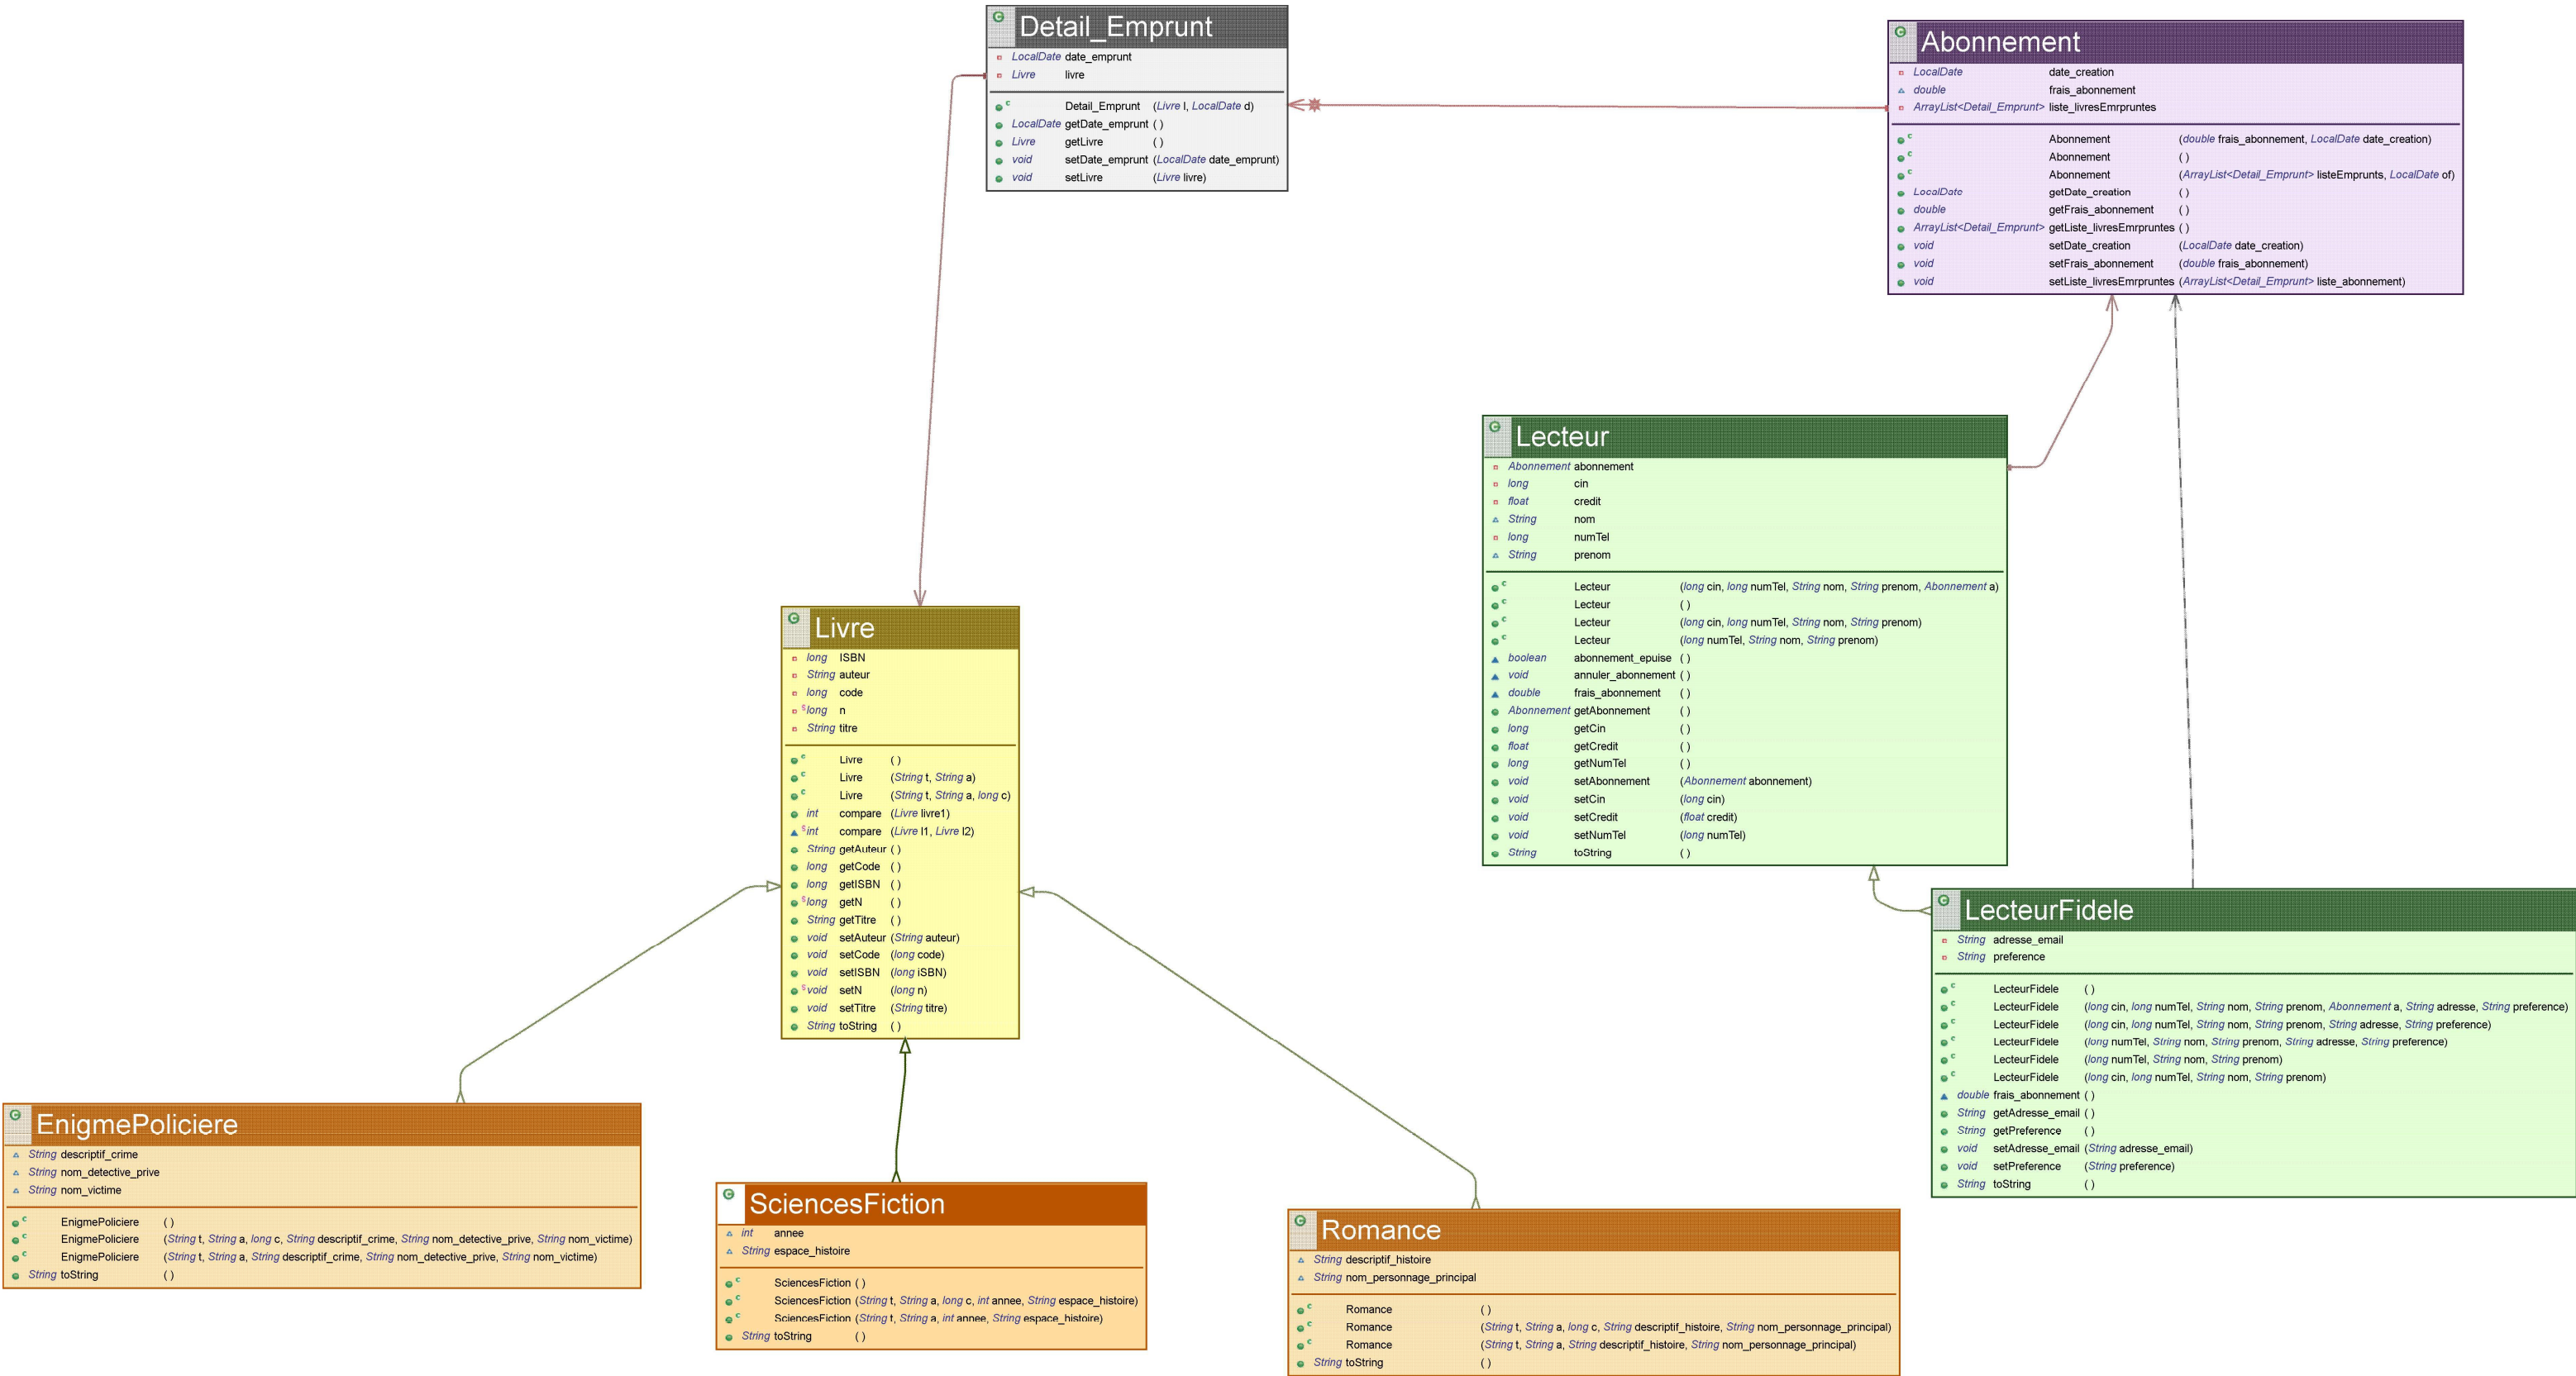 Detail_Emprunt
LocalDate date_emprunt
Livre livre
Detail_Emprunt (Livre l, LocalDate d)
LocalDate getDate_emprunt ( )
Livre getLivre ( )
void setDate_emprunt (LocalDate date_emprunt)
void setLivre (Livre livre)
Abonnement
LocalDate date_creation
double frais_abonnement
ArrayList<Detail_Emprunt> liste_livresEmrpruntes
Abonnement (double frais_abonnement, LocalDate date_creation)
Abonnement ( )
Abonnement (ArrayList<Detail_Emprunt> listeEmprunts, LocalDate of)
LocalDate getDate_creation ( )
double getFrais_abonnement ( )
ArrayList<Detail_Emprunt> getListe_livresEmrpruntes ( )
void setDate_creation (LocalDate date_creation)
void setFrais_abonnement (double frais_abonnement)
void setListe_livresEmrpruntes (ArrayList<Detail_Emprunt> liste_abonnement)
Lecteur
Abonnement abonnement
long cin
float credit
String nom
long numTel
String prenom
Lecteur (long cin, long numTel, String nom, String prenom, Abonnement a)
Lecteur ( )
Lecteur (long cin, long numTel, String nom, String prenom)
Lecteur (long numTel, String nom, String prenom)
boolean abonnement_epuise ( )
void annuler_abonnement ( )
double frais_abonnement ( )
Abonnement getAbonnement ( )
long getCin ( )
float getCredit ( )
long getNumTel ( )
void setAbonnement (Abonnement abonnement)
void setCin (long cin)
void setCredit (float credit)
void setNumTel (long numTel)
String toString ( )
Livre
long ISBN
String auteur
long code
S long n
String titre
Livre ( )
Livre (String t, String a)
Livre (String t, String a, long c)
int compare (Livre livre1)
S int compare (Livre l1, Livre l2)
String getAuteur ( )
long getCode ( )
long getISBN ( )
S long getN ( )
String getTitre ( )
void setAuteur (String auteur)
void setCode (long code)
void setISBN (long iSBN)
S void setN (long n)
void setTitre (String titre)
String toString ( )
LecteurFidele
String adresse_email
String preference
LecteurFidele ( )
LecteurFidele (long cin, long numTel, String nom, String prenom, Abonnement a, String adresse, String preference)
LecteurFidele (long cin, long numTel, String nom, String prenom, String adresse, String preference)
LecteurFidele (long numTel, String nom, String prenom, String adresse, String preference)
LecteurFidele (long numTel, String nom, String prenom)
LecteurFidele (long cin, long numTel, String nom, String prenom)
double frais_abonnement ( )
String getAdresse_email ( )
String getPreference ( )
void setAdresse_email (String adresse_email)
void setPreference (String preference)
String toString ( )
EnigmePoliciere
String descriptif_crime
String nom_detective_prive
String nom_victime
EnigmePoliciere ( )
EnigmePoliciere (String t, String a, long c, String descriptif_crime, String nom_detective_prive, String nom_victime)
EnigmePoliciere (String t, String a, String descriptif_crime, String nom_detective_prive, String nom_victime)
String toString ( )
SciencesFiction
int annee
String espace_histoire
SciencesFiction ( )
SciencesFiction (String t, String a, long c, int annee, String espace_histoire)
SciencesFiction (String t, String a, int annee, String espace_histoire)
String toString ( )
Romance
String descriptif_histoire
String nom_personnage_principal
Romance ( )
Romance (String t, String a, long c, String descriptif_histoire, String nom_personnage_principal)
Romance (String t, String a, String descriptif_histoire, String nom_personnage_principal)
String toString ( )